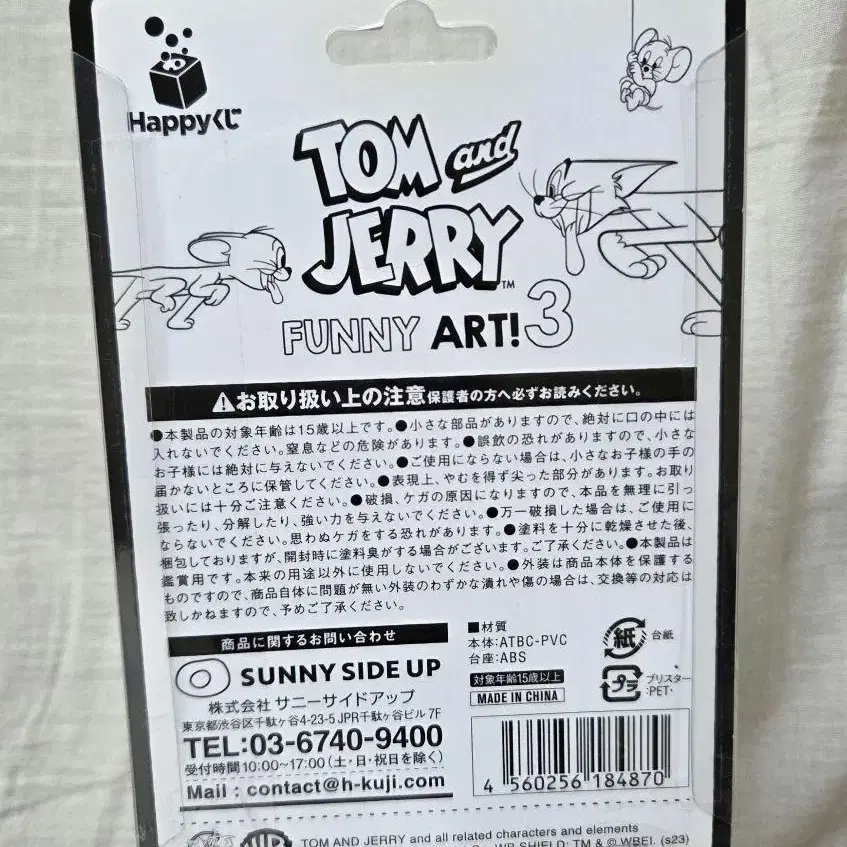 Happyくじ
TOM and
JERRY™
FUNNY ART! 3
⚠お取り扱い上の注意 保護者の方へ必ずお読みください。
●本製品の対象年齢は15歳以上です。●小さな部品がありますので、絶対に口の中には
入れないでください。窒息などの危険があります。●誤飲の恐れがありますので、小さな
お子様には絶対に与えないでください。●ご使用にならない場合は、小さなお子様の手の
届かないところに保管してください。●表現上、やむを得ず尖った部分があります。お取り
扱いには十分ご注意ください。●破損、ケガの原因になりますので、本品を無理に引っ
張ったり、分解したり、強い力を与えないでください。●万一破損した場合は、ご使用に
ならないでください。思わぬケガをする恐れがあります。●塗料を十分に乾燥させた後、
梱包しておりますが、開封時に塗料臭がする場合がございます。ご了承ください。●本製品は
鑑賞用です。本来の用途以外に使用しないでください。●外装は商品本体を保護する
ものですので、商品自体に問題が無い外装のわずかな潰れや傷の場合は、交換等の対応は
致しかねますので、予めご了承ください。
商品に関するお問い合わせ
SUNNY SIDE UP
株式会社 サニーサイドアップ
東京都渋谷区千駄ヶ谷4-23-5 JPR千駄ヶ谷ビル 7F
TEL:03-6740-9400
受付時間10:00~17:00(土・日・祝日を除く)
Mail : contact@h-kuji.com
■材質
本体:ATBC-PVC
台座:ABS
対象年齢15歳以上
MADE IN CHINA
紙 台紙
プラ ブリスター
:PET
4 560256 184870
WB
TOM AND JERRY and all related characters and elements
WB SHIELD: TM & © WBEI. (s23)